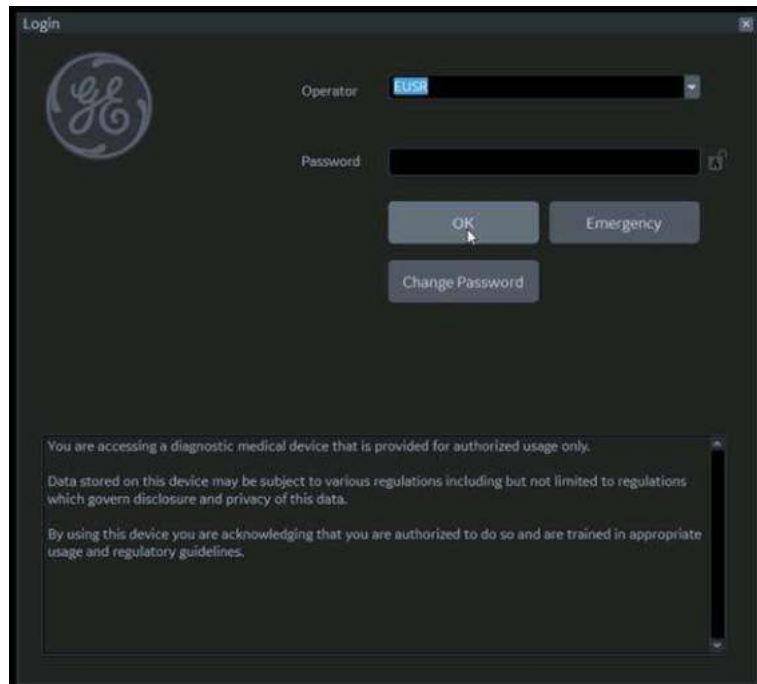 Login
GE
Operator
EUSR
Password
OK
Emergency
Change Password
You are accessing a diagnostic medical device that is provided for authorized usage only.
Data stored on this device may be subject to various regulations including but not limited to regulations
which govern disclosure and privacy of this data.
By using this device you are acknowledging that you are authorized to do so and are trained in appropriate
usage and regulatory guidelines.